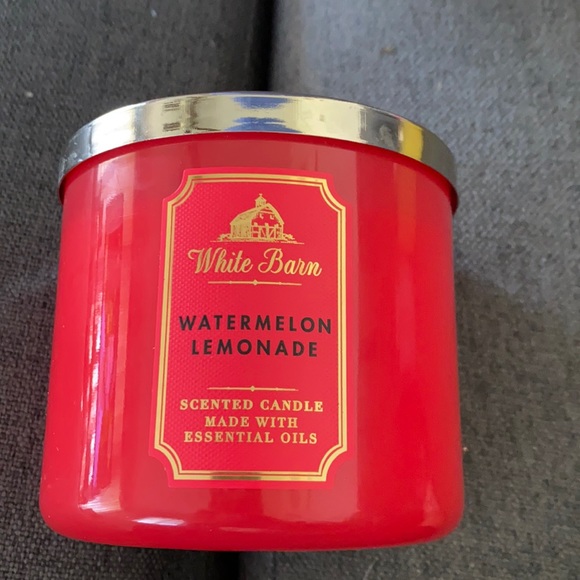 White Barn
WATERMELON
LEMONADE
SCENTED CANDLE
MADE WITH
ESSENTIAL OILS